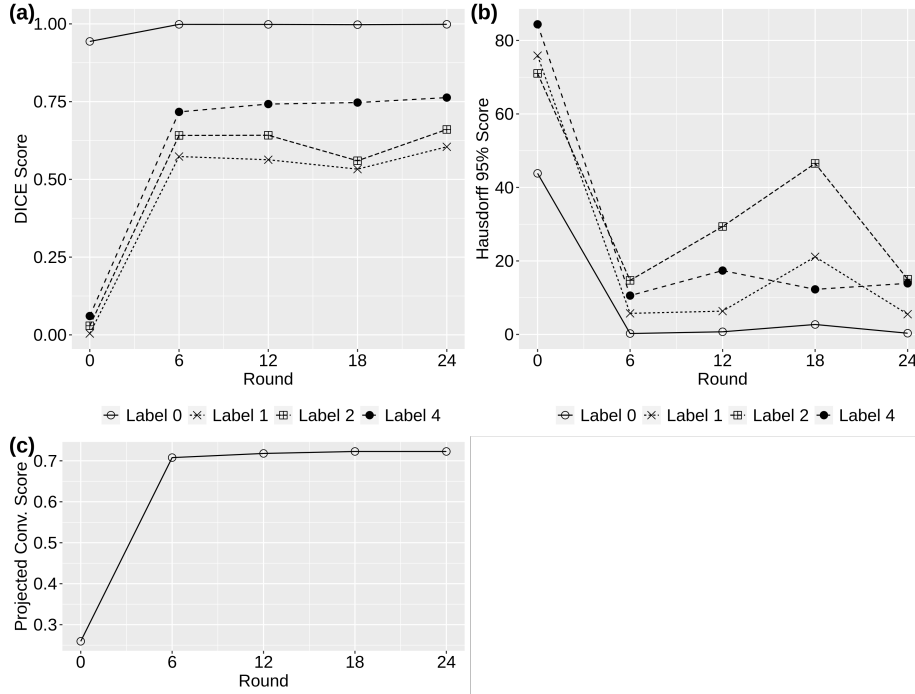 (a)
DICE Score
1.00
0.75
0.50
0.25
0.00
0 6 12 18 24
Round
Label 0 Label 1 Label 2 Label 4
(b)
Hausdorff 95% Score
80
60
40
20
0
0 6 12 18 24
Round
Label 0 Label 1 Label 2 Label 4
(c)
Projected Conv. Score
0.7
0.6
0.5
0.4
0.3
0 6 12 18 24
Round